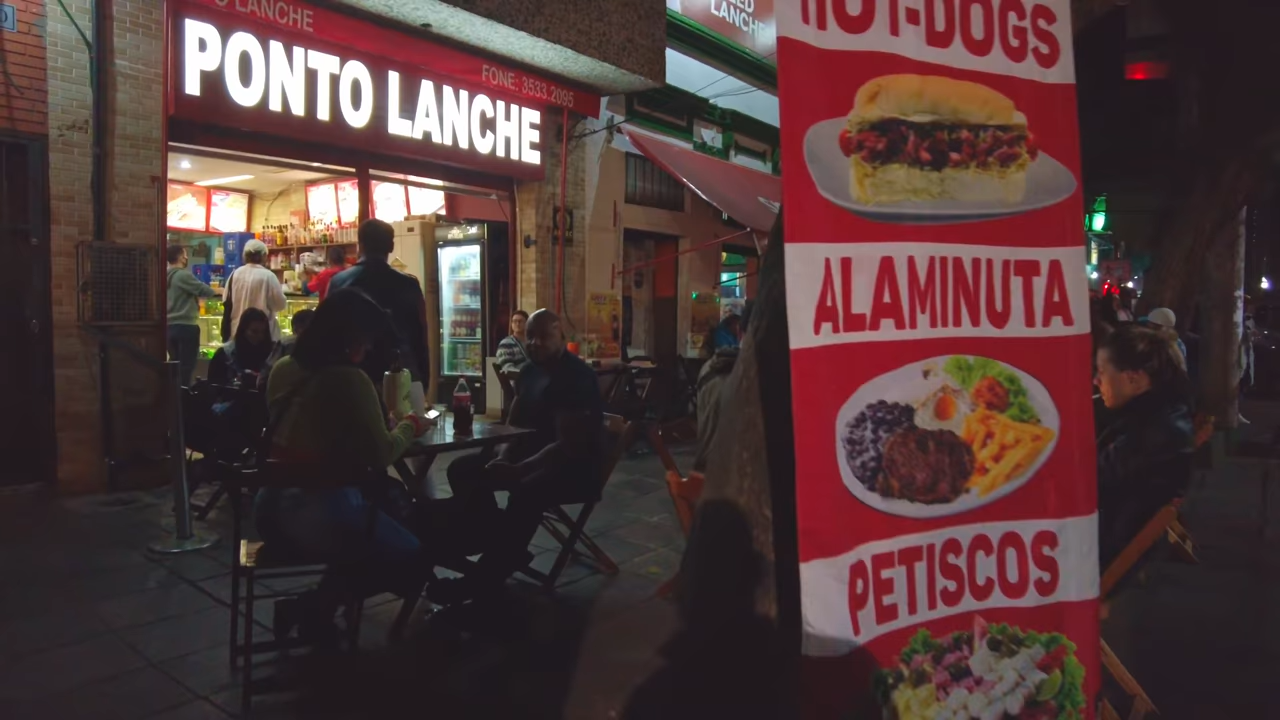 O LANCHE
PONTO LANCHE
FONE: 3533.2095
LANCHE
HOT-DOGS
ALAMINUTA
PETISCOS